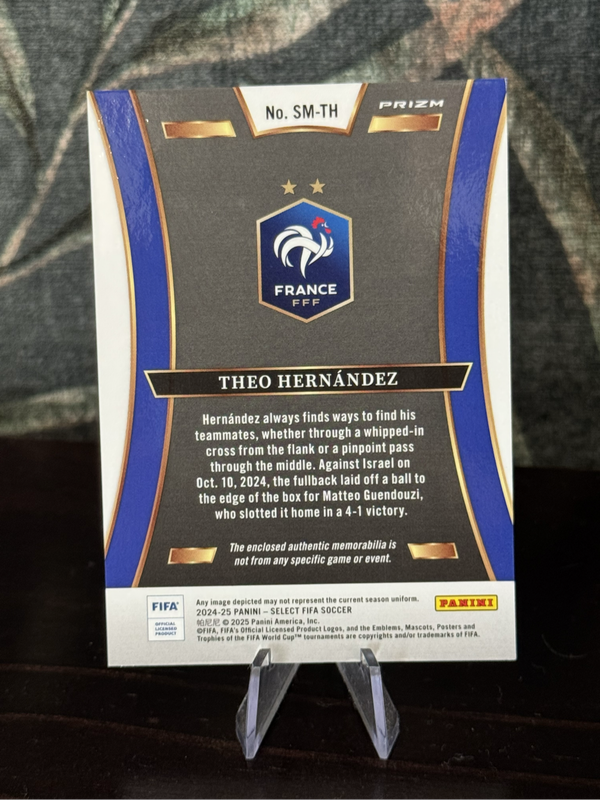 No. SM-TH
PRIZM
FRANCE
FFF
THEO HERNÁNDEZ
Hernández always finds ways to find his
teammates, whether through a whipped-in
cross from the flank or a pinpoint pass
through the middle. Against Israel on
Oct. 10, 2024, the fullback laid off a ball to
the edge of the box for Matteo Guendouzi,
who slotted it home in a 4-1 victory.
The enclosed authentic memorabilia is
not from any specific game or event.
FIFA®
OFFICIAL
LICENSED
PRODUCT
Any image depicted may not represent the current season uniform.
2024-25 PANINI – SELECT FIFA SOCCER
帕尼尼 © 2025 Panini America, Inc.
©FIFA, FIFA's Official Licensed Product Logos, and the Emblems, Mascots, Posters and
Trophies of the FIFA World Cup™ tournaments are copyrights and/or trademarks of FIFA.
PANINI